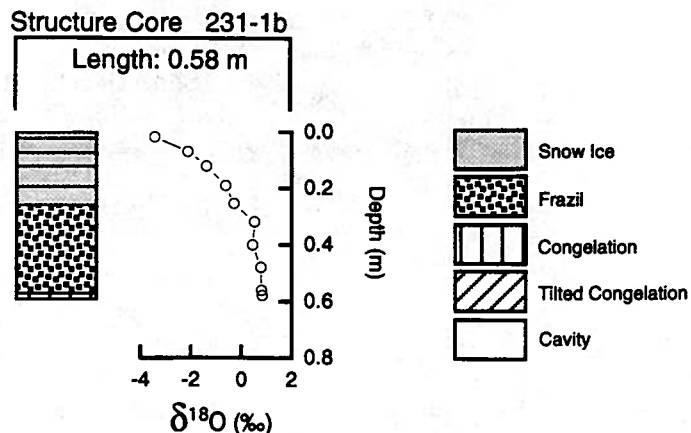 Structure Core 231-1b
Length: 0.58 m
0.0
0.2
0.4
0.6
0.8
Depth (m)
-4 -2 0 2
δ¹⁸O (‰)
Snow Ice
Frazil
Congelation
Tilted Congelation
Cavity